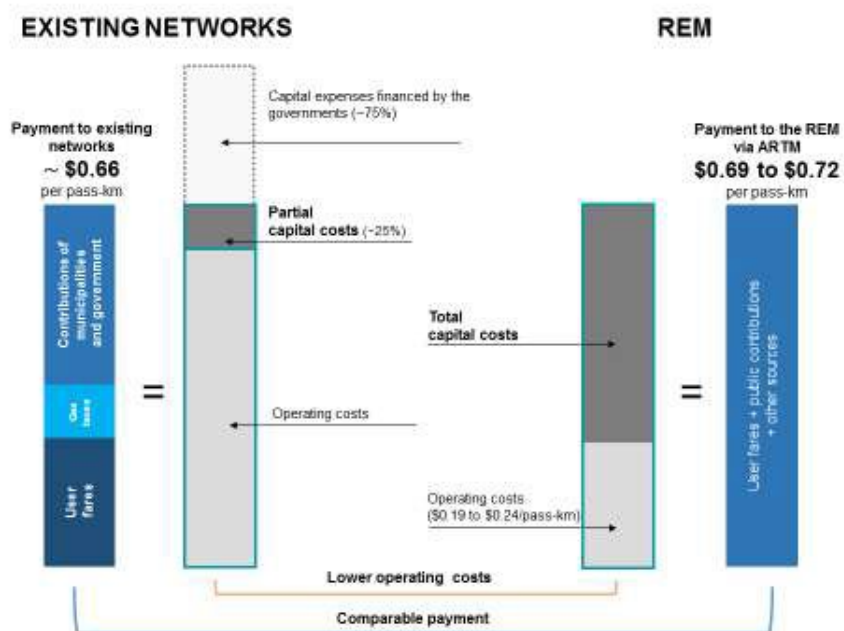 EXISTING NETWORKS
REM
Capital expenses financed by the
governments (~75%)
Payment to existing
networks
~ $0.66
per pass-km
Payment to the REM
via ARTM
$0.69 to $0.72
per pass-km
Partial
capital costs (~25%)
Contributions of
municipalities
and government
Total
capital costs
=
=
Gas
taxes
Operating costs
User fares + public contributions
+ other sources
User
fares
Operating costs
($0.19 to $0.24/pass-km)
Lower operating costs
Comparable payment